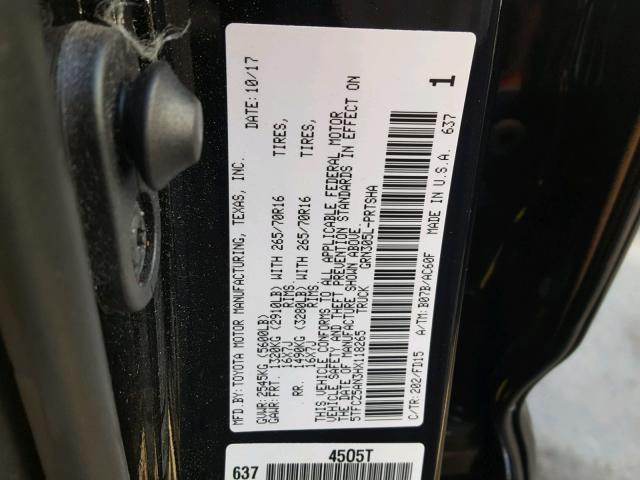 MFD BY: TOYOTA MOTOR MANUFACTURING, TEXAS, INC. DATE: 10/17
GVWR: 2545KG (5600LB)
GAWR: FRT. 1320KG (2910LB) WITH 265/70R16 TIRES,
16X7J RIMS,
RR. 1490KG (3280LB) WITH 265/70R16 TIRES,
16X7J RIMS.
THIS VEHICLE CONFORMS TO ALL APPLICABLE FEDERAL MOTOR
VEHICLE SAFETY AND THEFT PREVENTION STANDARDS IN EFFECT ON
THE DATE OF MANUFACTURE SHOWN ABOVE.
5TFCZ5AN3HX118265 TRUCK GRN305L-PRTSHA
C/TR: 202/FD15 A/TM: B07B/AC60F MADE IN U.S.A. 637
1
4505T
637